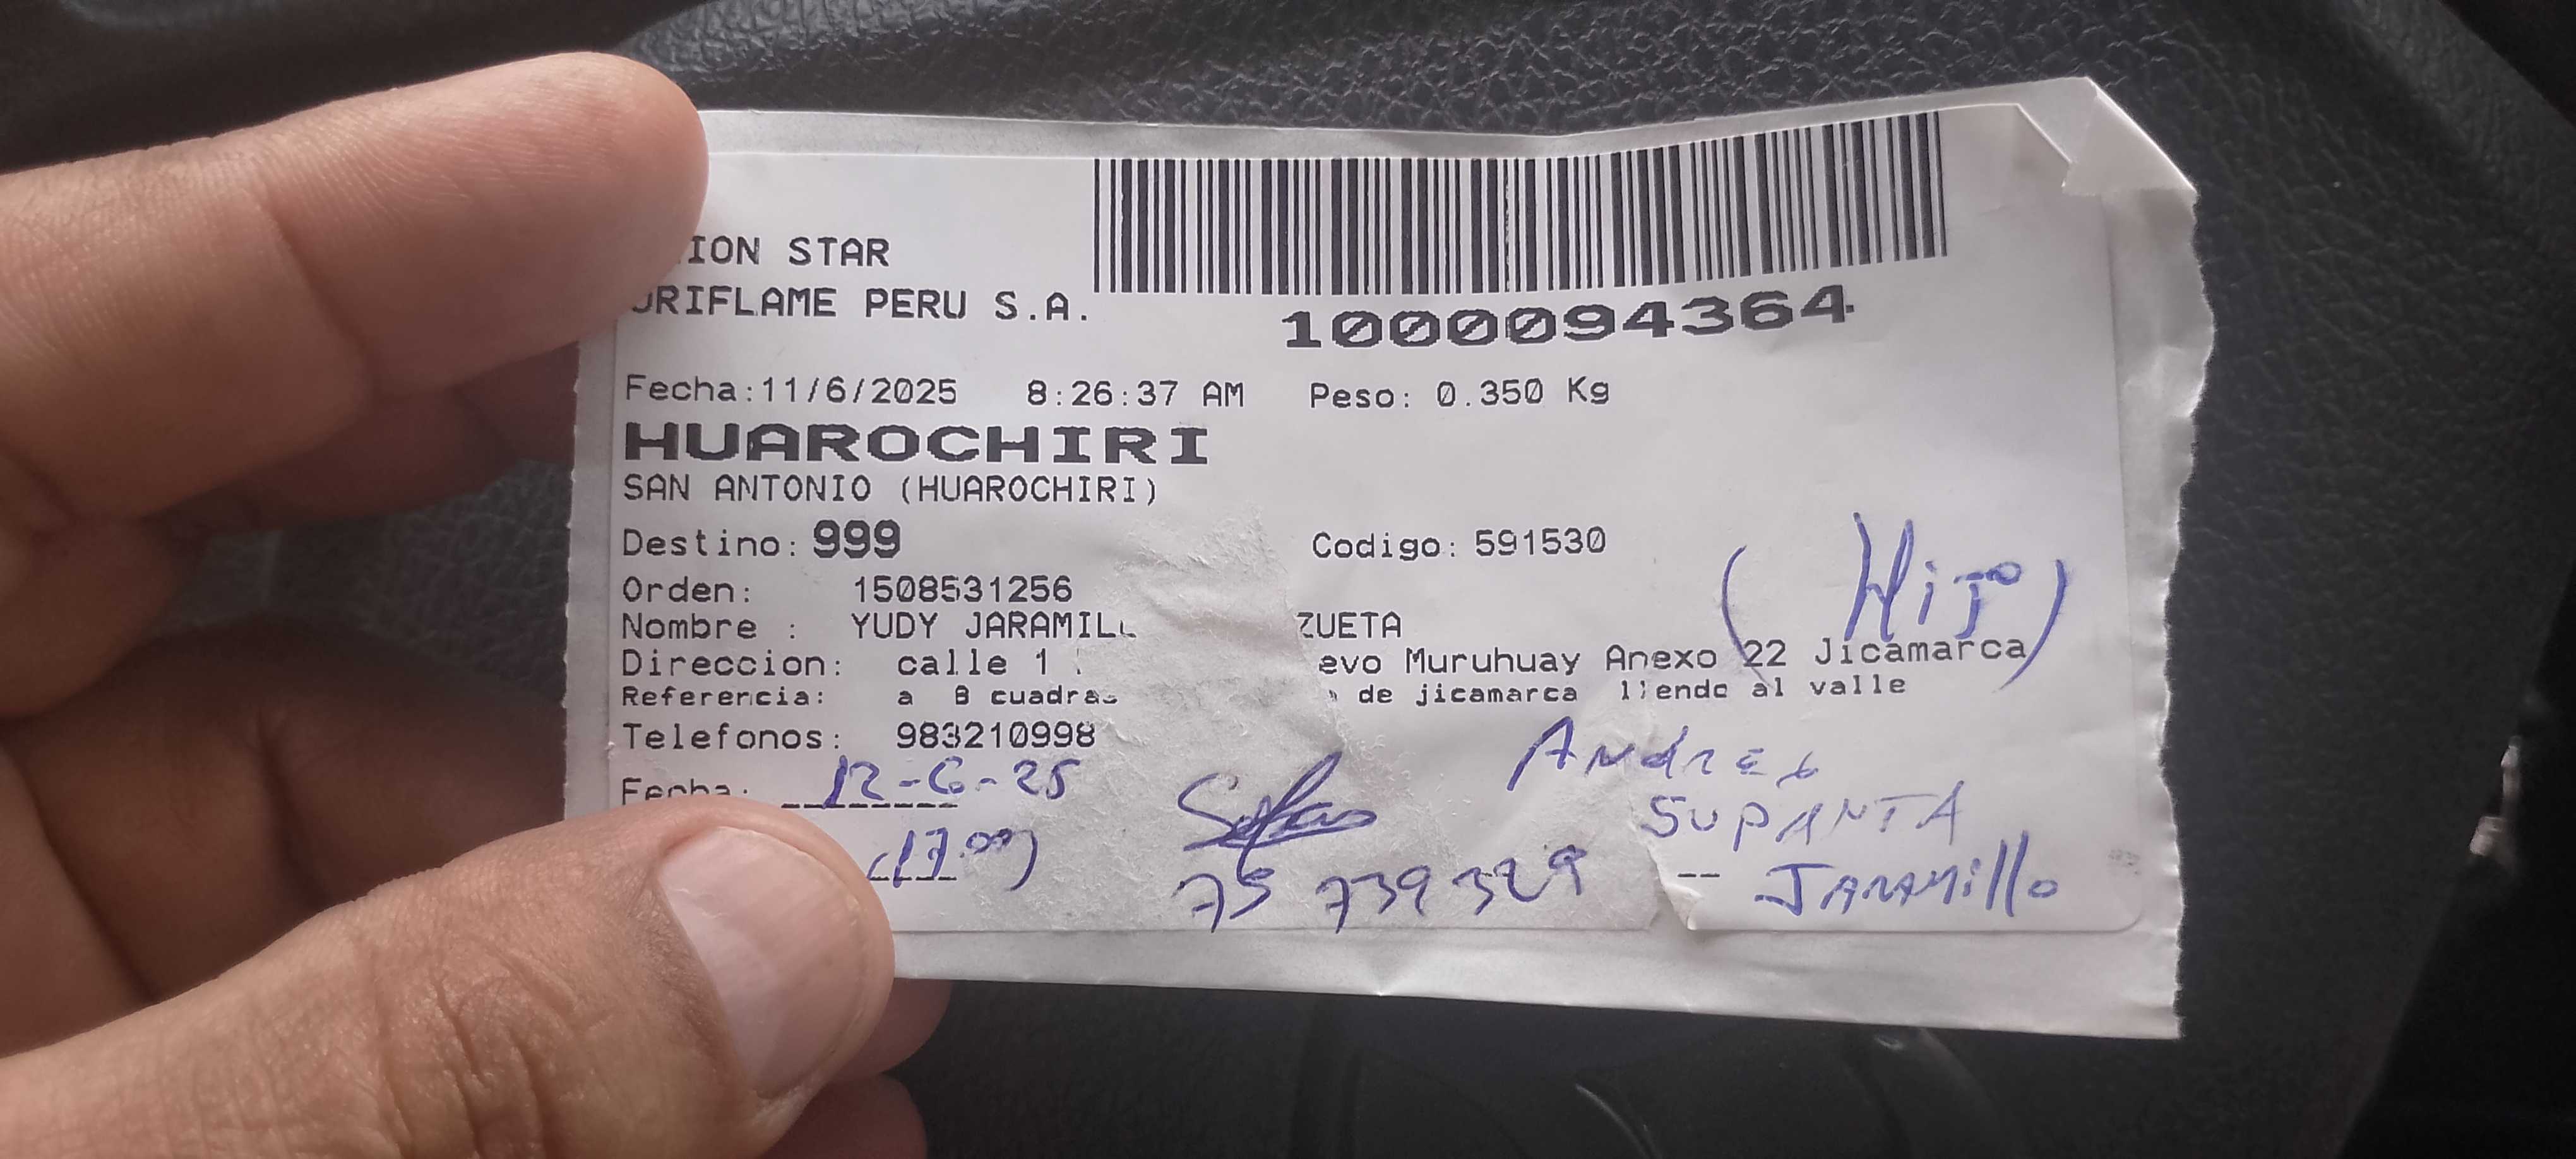 ION STAR
ORIFLAME PERU S.A.
1000094364
Fecha:11/6/2025 8:26:37 AM Peso: 0.350 Kg
HUAROCHIRI
SAN ANTONIO (HUAROCHIRI)
Destino: 999 Codigo: 591530
(Hijo)
Orden: 1508531256
Nombre : YUDY JARAMIL ZUETA
Direccion: calle 1 evo Muruhuay Anexo 22 Jicamarca
Referencia: a 8 cuadras de jicamarca llendo al valle
Telefonos: 983210998
Fecha: 12-6-25
(17:00)
ANdREs
SUPANTA
JARAMillo
75 739329